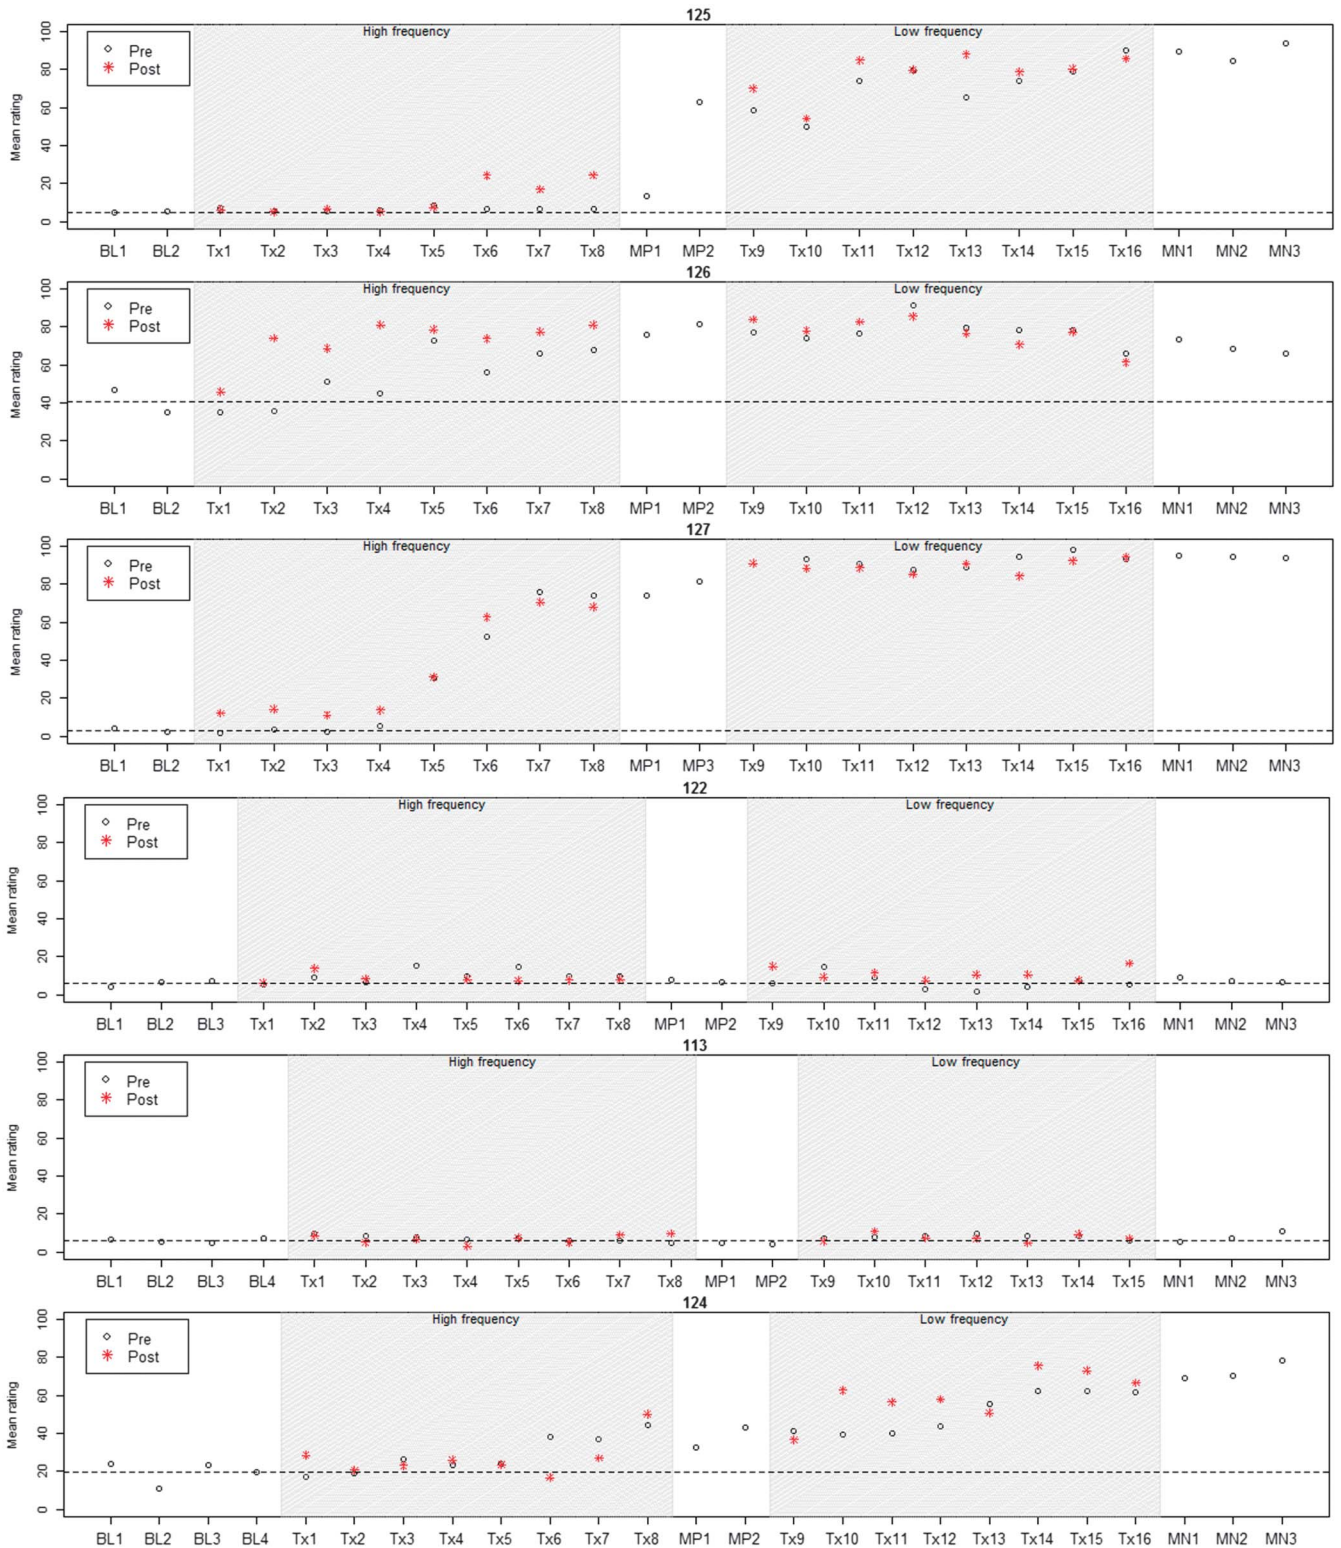 125
High frequency
Low frequency
Pre
Post
Mean rating
0 20 40 60 80 100
BL1 BL2 Tx1 Tx2 Tx3 Tx4 Tx5 Tx6 Tx7 Tx8 MP1 MP2 Tx9 Tx10 Tx11 Tx12 Tx13 Tx14 Tx15 Tx16 MN1 MN2 MN3
126
High frequency
Low frequency
Pre
Post
Mean rating
0 20 40 60 80 100
BL1 BL2 Tx1 Tx2 Tx3 Tx4 Tx5 Tx6 Tx7 Tx8 MP1 MP2 Tx9 Tx10 Tx11 Tx12 Tx13 Tx14 Tx15 Tx16 MN1 MN2 MN3
127
High frequency
Low frequency
Pre
Post
Mean rating
0 20 40 60 80 100
BL1 BL2 Tx1 Tx2 Tx3 Tx4 Tx5 Tx6 Tx7 Tx8 MP1 MP3 Tx9 Tx10 Tx11 Tx12 Tx13 Tx14 Tx15 Tx16 MN1 MN2 MN3
122
High frequency
Low frequency
Pre
Post
Mean rating
0 20 40 60 80 100
BL1 BL2 BL3 Tx1 Tx2 Tx3 Tx4 Tx5 Tx6 Tx7 Tx8 MP1 MP2 Tx9 Tx10 Tx11 Tx12 Tx13 Tx14 Tx15 Tx16 MN1 MN2 MN3
113
High frequency
Low frequency
Pre
Post
Mean rating
0 20 40 60 80 100
BL1 BL2 BL3 BL4 Tx1 Tx2 Tx3 Tx4 Tx5 Tx6 Tx7 Tx8 MP1 MP2 Tx9 Tx10 Tx11 Tx12 Tx13 Tx14 Tx15 MN1 MN2 MN3
124
High frequency
Low frequency
Pre
Post
Mean rating
0 20 40 60 80 100
BL1 BL2 BL3 BL4 Tx1 Tx2 Tx3 Tx4 Tx5 Tx6 Tx7 Tx8 MP1 MP2 Tx9 Tx10 Tx11 Tx12 Tx13 Tx14 Tx15 Tx16 MN1 MN2 MN3